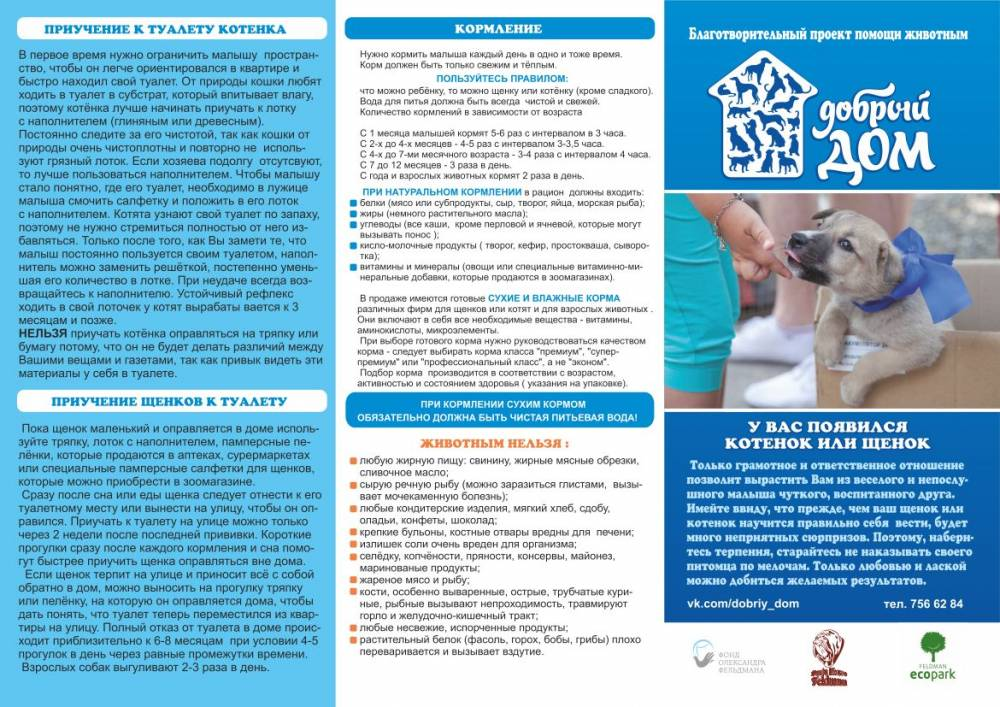 ПРИУЧЕНИЕ К ТУАЛЕТУ КОТЕНКА
В первое время нужно ограничить малышу простран-
ство, чтобы он легче ориентировался в квартире и
быстро находил свой туалет. От природы кошки любят
ходить в туалет в субстрат, который впитывает влагу,
поэтому котёнка лучше начинать приучать к лотку
с наполнителем (глиняным или древесным).
Постоянно следите за его чистотой, так как кошки от
природы очень чистоплотны и повторно не исполь-
зуют грязный лоток. Если хозяева подолгу отсутсвуют,
то лучше пользоваться наполнителем. Чтобы малышу
стало понятно, где его туалет, необходимо в лужице
малыша смочить салфетку и положить в его лоток
с наполнителем. Котята узнают свой туалет по запаху,
поэтому не нужно стремиться полностью от него из-
бавляться. Только после того, как Вы замети те, что
малыш постоянно пользуется своим туалетом, напол-
нитель можно заменить решёткой, постепенно умень-
шая его количество в лотке. При неудаче всегда воз-
вращайтесь к наполнителю. Устойчивый рефлекс
ходить в свой лоточек у котят вырабаты вается к 3
месяцам и позже.
НЕЛЬЗЯ приучать котёнка оправляться на тряпку или
бумагу потому, что он не будет делать различий между
Вашими вещами и газетами, так как привык видеть эти
материалы у себя в туалете.
ПРИУЧЕНИЕ ЩЕНКОВ К ТУАЛЕТУ
Пока щенок маленький и оправляется в доме исполь-
зуйте тряпку, лоток с наполнителем, памперсные пе-
лёнки, которые продаются в аптеках, сурермаркетах
или специальные памперсные салфетки для щенков,
которые можно приобрести в зоомагазине.
Сразу после сна или еды щенка следует отнести к его
туалетному месту или вынести на улицу, чтобы он оп-
равился. Приучать к туалету на улице можно только
через 2 недели после последней прививки. Короткие
прогулки сразу после каждого кормления и сна помо-
гут быстрее приучить щенка оправляться вне дома.
Если щенок терпит на улице и приносит всё с собой
обратно в дом, можно выносить на прогулку тряпку
или пелёнку, на которую он оправляется дома, чтобы
дать понять, что туалет теперь переместился из квар-
тиры на улицу. Полный отказ от туалета в доме проис-
ходит приблизительно к 6-8 месяцам при условии 4-5
прогулок в день через равные промежутки времени.
Взрослых собак выгуливают 2-3 раза в день.
КОРМЛЕНИЕ
Нужно кормить малыша каждый день в одно и тоже время.
Корм должен быть только свежим и тёплым.
ПОЛЬЗУЙТЕСЬ ПРАВИЛОМ:
что можно ребёнку, то можно щенку или котёнку (кроме сладкого).
Вода для питья должна быть всегда чистой и свежей.
Количество кормлений в зависимости от возраста
С 1 месяца малышей кормят 5-6 раз с интервалом в 3 часа.
С 2-х до 4-х месяцев - 4-5 раз с интервалом 3-3,5 часа.
С 4-х до 7-ми месячного возраста - 3-4 раза с интервалом 4 часа.
С 7 до 12 месяцев - 3 раза в день.
С года и взрослых животных кормят 2 раза в день.
ПРИ НАТУРАЛЬНОМ КОРМЛЕНИИ в рацион должны входить:
белки (мясо или субпродукты, сыр, творог, яйца, морская рыба);
жиры (немного растительного масла);
углеводы (все каши, кроме перловой и ячневой, которые могут
вызывать понос );
кисло-молочные продукты ( творог, кефир, простокваша, сыворо-
тка);
витамины и минералы (овощи или специальные витаминно-ми-
неральные добавки, которые продаются в зоомагазинах).
В продаже имеются готовые СУХИЕ И ВЛАЖНЫЕ КОРМА
различных фирм для щенков или котят и для взрослых животных .
Они включают в себя все необходимые вещества - витамины,
аминокислоты, микроэлементы.
При выборе готового корма нужно руководствоваться качеством
корма - следует выбирать корма класса "премиум", "супер-
премиум" или "профессиональный класс", а не "эконом".
Подбор корма производится в соответствии с возрастом,
активностью и состоянием здоровья ( указания на упаковке).
ПРИ КОРМЛЕНИИ СУХИМ КОРМОМ
ОБЯЗАТЕЛЬНО ДОЛЖНА БЫТЬ ЧИСТАЯ ПИТЬЕВАЯ ВОДА!
ЖИВОТНЫМ НЕЛЬЗЯ :
любую жирную пищу: свинину, жирные мясные обрезки,
сливочное масло;
сырую речную рыбу (можно заразиться глистами, вызы-
вает мочекаменную болезнь);
любые кондитерские изделия, мягкий хлеб, сдобу,
оладьи, конфеты, шоколад;
крепкие бульоны, костные отвары вредны для печени;
излишек соли очень вреден для организма;
селёдку, копчёности, пряности, консервы, майонез,
маринованые продукты;
жареное мясо и рыбу;
кости, особенно вываренные, острые, трубчатые кури-
ные, рыбные вызывают непроходимость, травмируют
горло и желудочно-кишечный тракт;
любые несвежие, испорченные продукты;
растительный белок (фасоль, горох, бобы, грибы) плохо
переваривается и вызывает вздутие.
Благотворительный проект помощи животным
добрый
дом
У ВАС ПОЯВИЛСЯ
КОТЕНОК ИЛИ ЩЕНОК
Только грамотное и ответственное отношение
позволит вырастить Вам из веселого и непослу-
шного малыша чуткого, воспитанного друга.
Имейте ввиду, что прежде, чем ваш щенок или
котенок научится правильно себя вести, будет
много неприятных сюрпризов. Поэтому, набери-
тесь терпения, старайтесь не наказывать своего
питомца по мелочам. Только любовью и лаской
можно добиться желаемых результатов.
vk.com/dobriy_dom
тел. 756 62 84
ФОНД
ОЛЕКСАНДРА
ФЕЛЬДМАНА
FELDMAN
ecopark